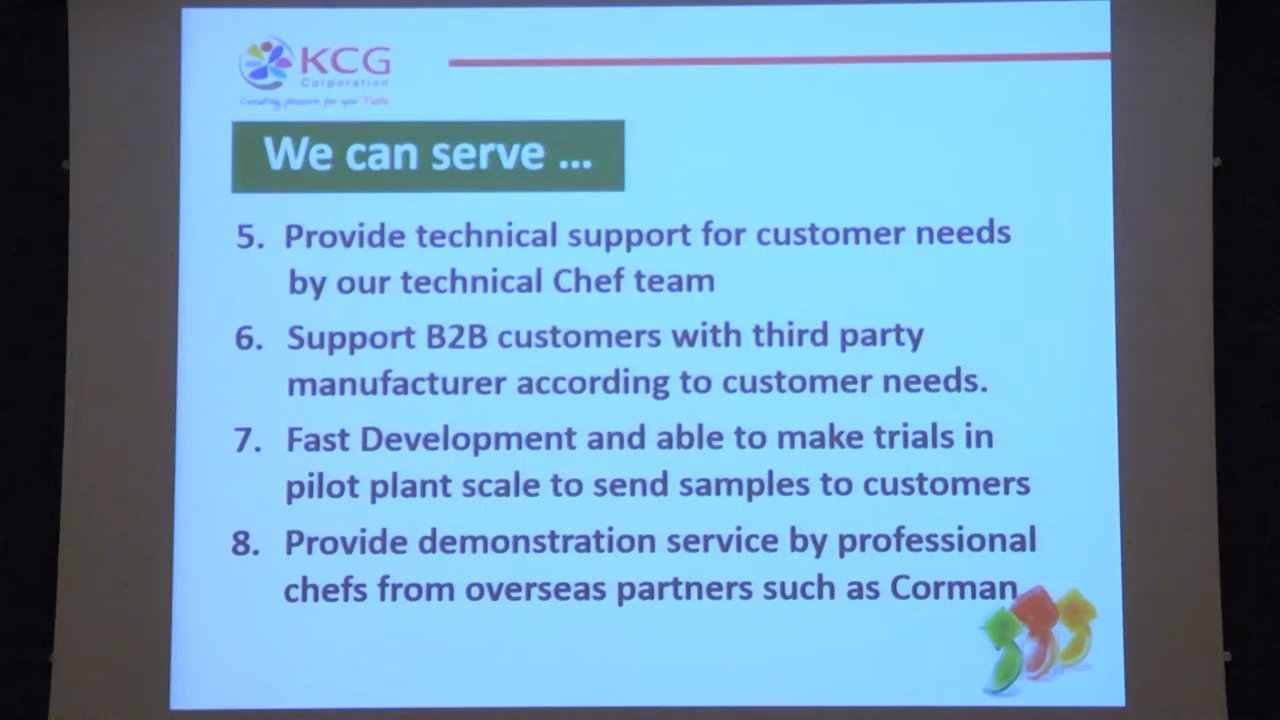 KCG
Corporation
Creating pleasure for your Taste
We can serve ...
5. Provide technical support for customer needs
by our technical Chef team
6. Support B2B customers with third party
manufacturer according to customer needs.
7. Fast Development and able to make trials in
pilot plant scale to send samples to customers
8. Provide demonstration service by professional
chefs from overseas partners such as Corman